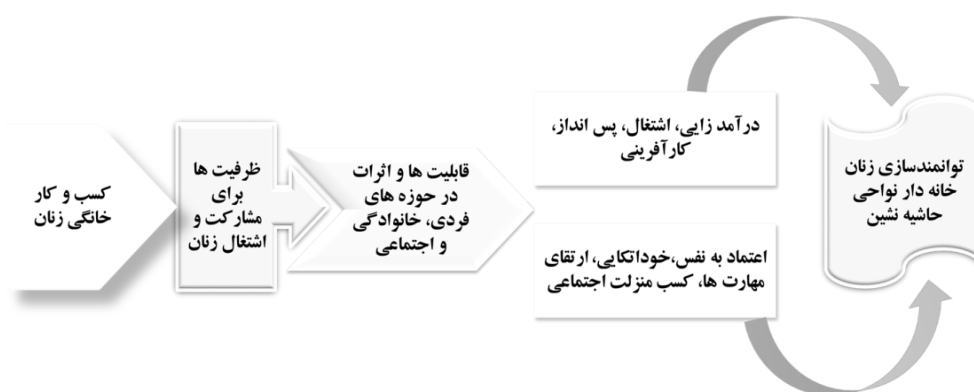 کسب و کار
خانگی زنان
ظرفیت ها
برای
مشارکت و
اشتغال زنان
قابلیت ها و اثرات
در حوزه های
فردی، خانوادگی
و اجتماعی
درآمد زایی، اشتغال، پس انداز،
کارآفرینی
اعتماد به نفس،خوداتکایی، ارتقای
مهارت ها، کسب منزلت اجتماعی
توانمندسازی زنان
خانه دار نواحی
حاشیه نشین